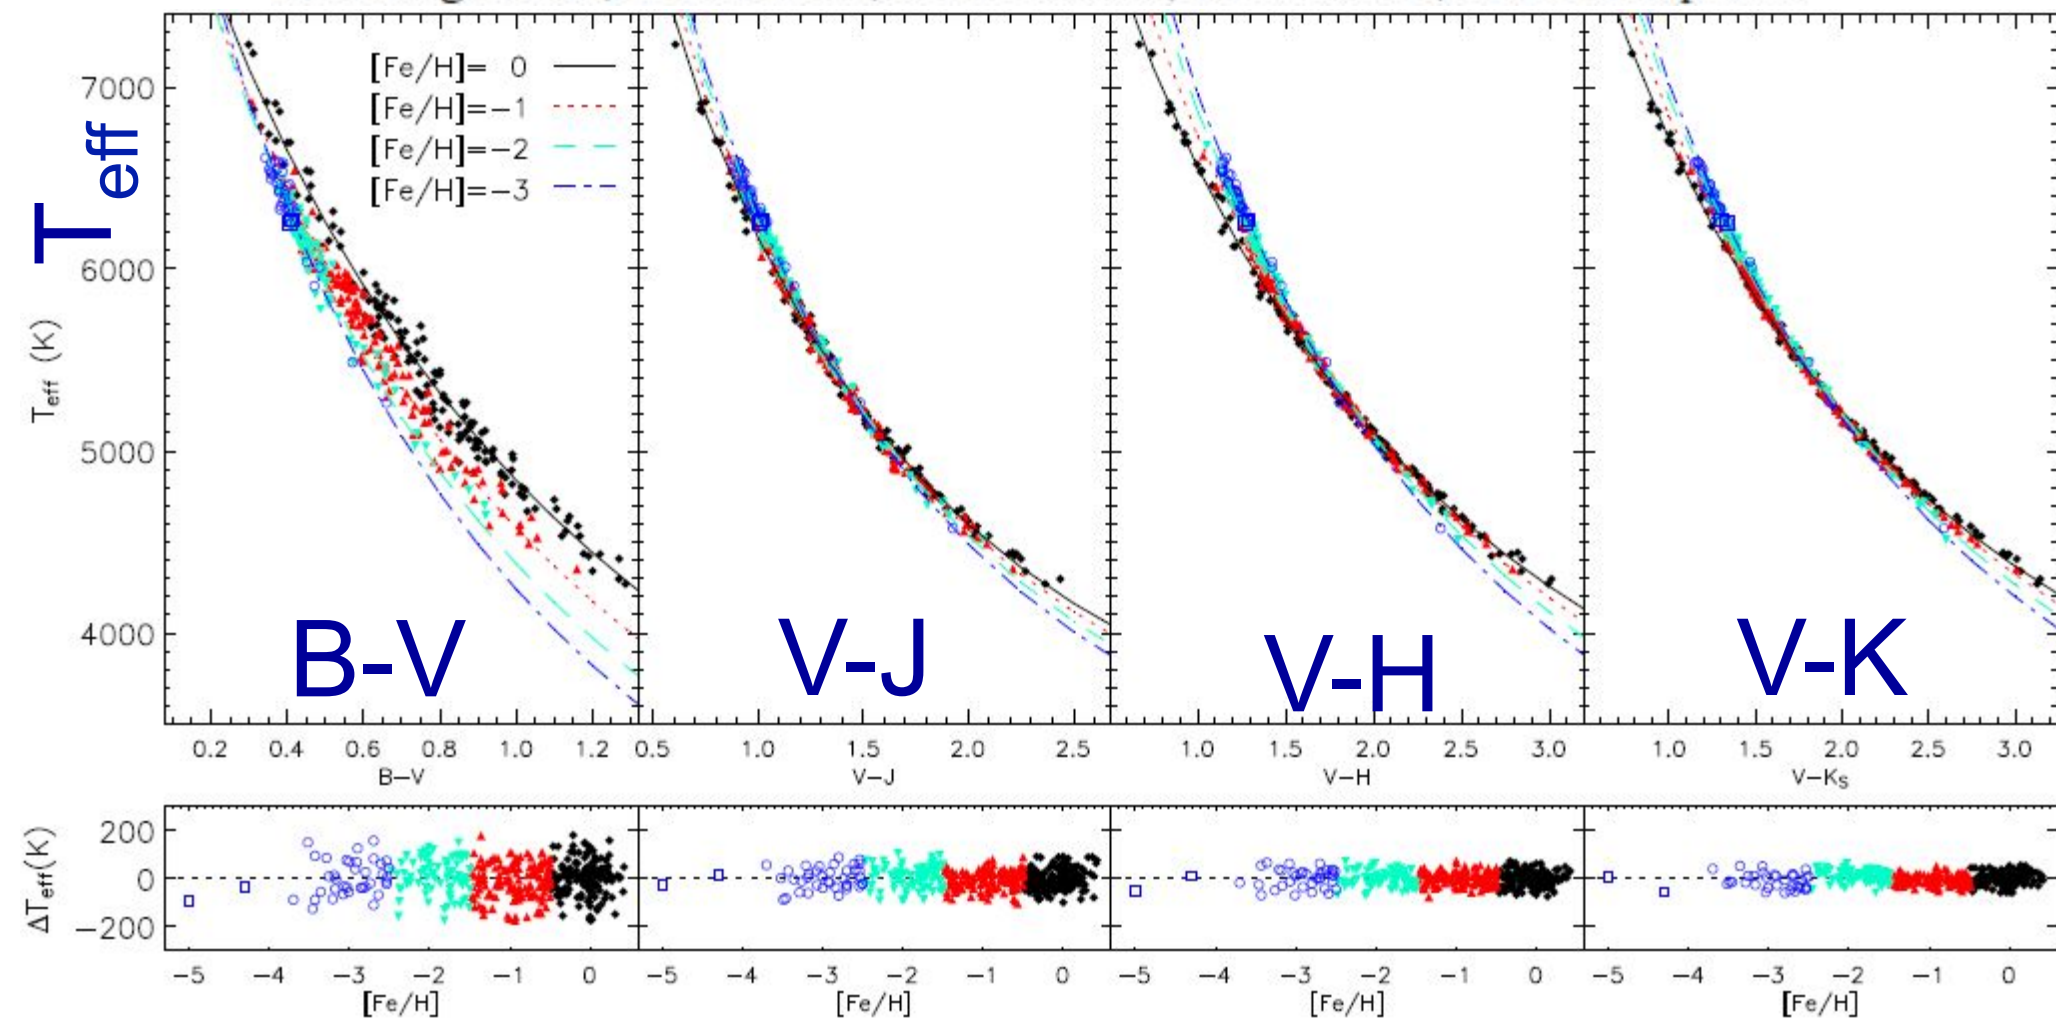 [Fe/H]= 0
[Fe/H]=−1
[Fe/H]=−2
[Fe/H]=−3
7000
6000
5000
4000
Teff
Teff (K)
B-V
V-J
V-H
V-K
0.2 0.4 0.6 0.8 1.0 1.2
0.5 1.0 1.5 2.0 2.5
1.0 1.5 2.0 2.5 3.0
1.0 1.5 2.0 2.5 3.0
B−V
V−J
V−H
V−KS
ΔTeff(K)
200
0
−200
−5 −4 −3 −2 −1 0
−5 −4 −3 −2 −1 0
−5 −4 −3 −2 −1 0
−5 −4 −3 −2 −1 0
[Fe/H]
[Fe/H]
[Fe/H]
[Fe/H]